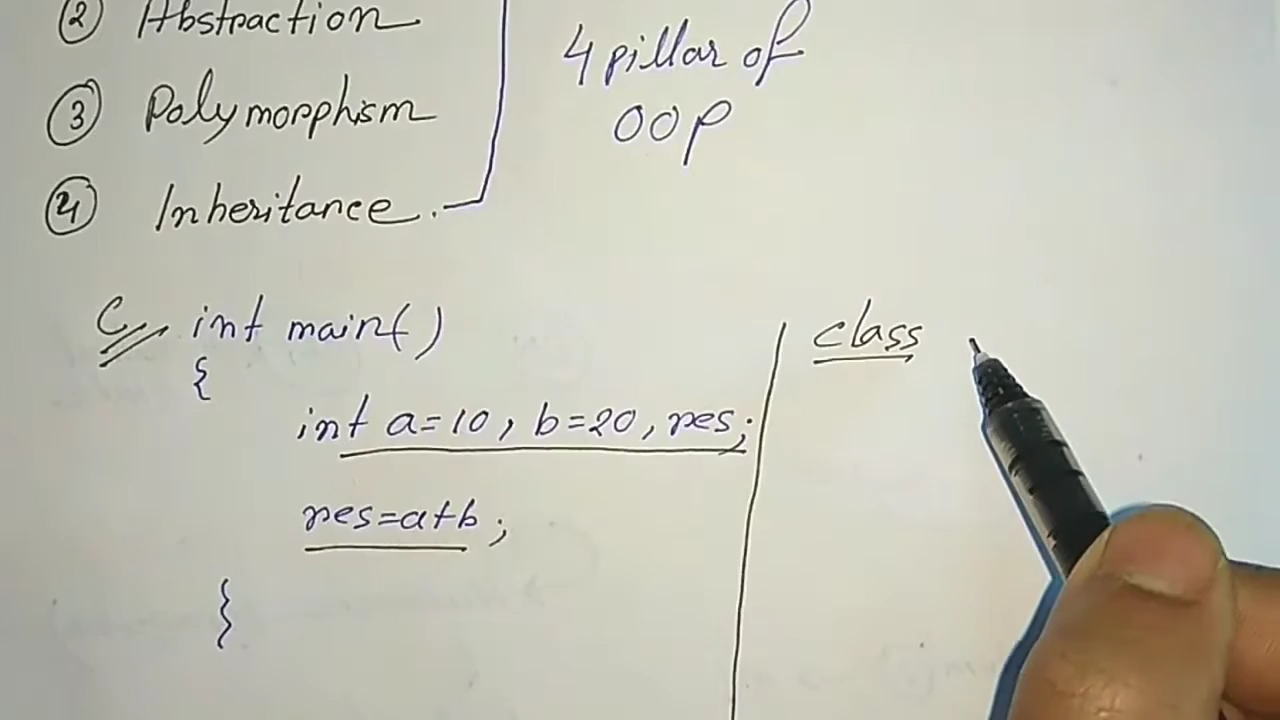 ② Abstraction
③ Polymorphism
④ Inheritance.
4 pillar of
OOP
C int main()
{
int a=10, b=20, res;
res=a+b;
}
class